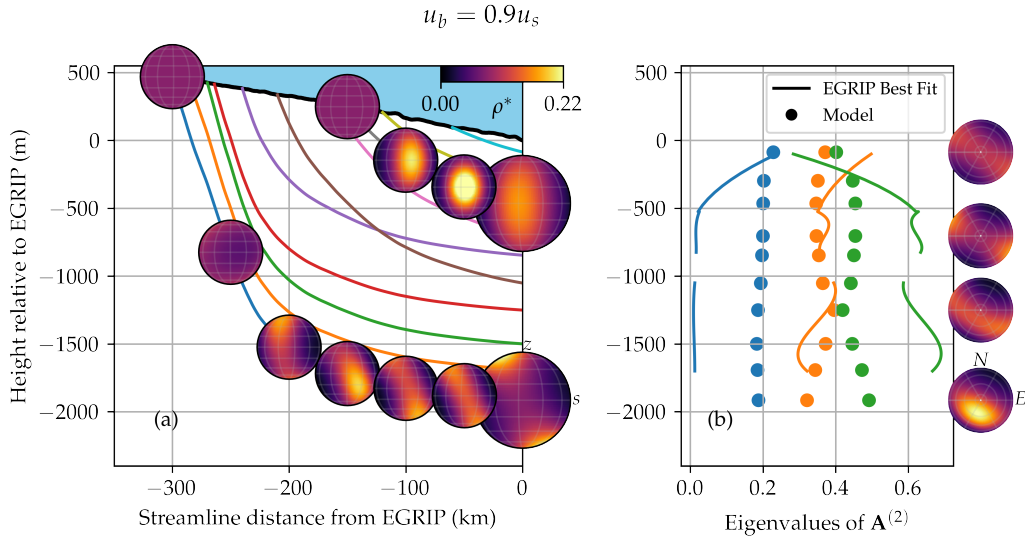 u_b = 0.9u_s
Height relative to EGRIP (m)
500
0
−500
−1000
−1500
−2000
0.00
ρ*
0.22
z
s
(a)
−300
−200
−100
0
Streamline distance from EGRIP (km)
500
0
−500
−1000
−1500
−2000
EGRIP Best Fit
Model
N
E
(b)
0.0
0.2
0.4
0.6
Eigenvalues of A^(2)